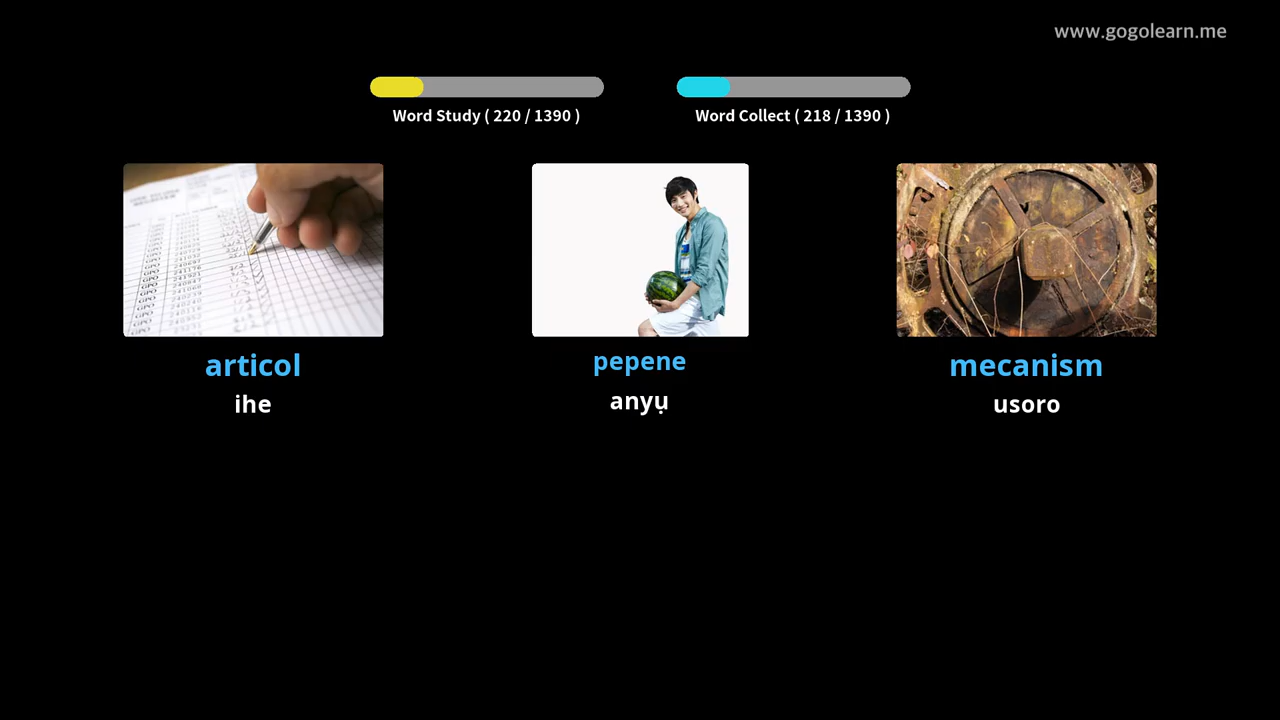 www.gogolearn.me
Word Study ( 220 / 1390 )
Word Collect ( 218 / 1390 )
articol
ihe
pepene
anyụ
mecanism
usoro